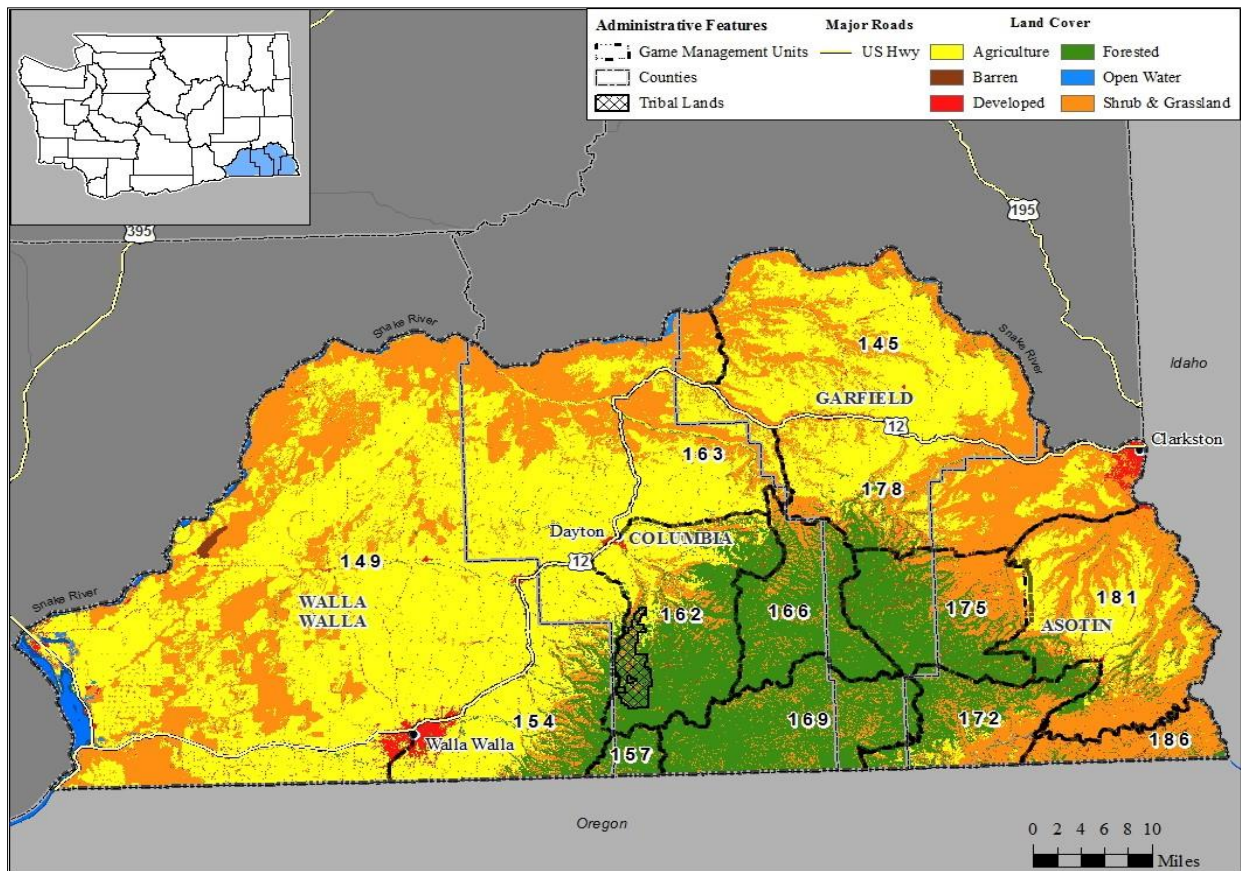 Administrative Features
Game Management Units
Counties
Tribal Lands
Major Roads
US Hwy
Land Cover
Agriculture
Barren
Developed
Forested
Open Water
Shrub & Grassland
395
195
Snake River
Snake River
Idaho
145
GARFIELD
12
Clarkston
163
178
Dayton
COLUMBIA
12
149
WALLA
WALLA
Snake River
162
166
175
181
ASOTIN
154
169
172
186
Walla Walla
157
Oregon
0 2 4 6 8 10
Miles